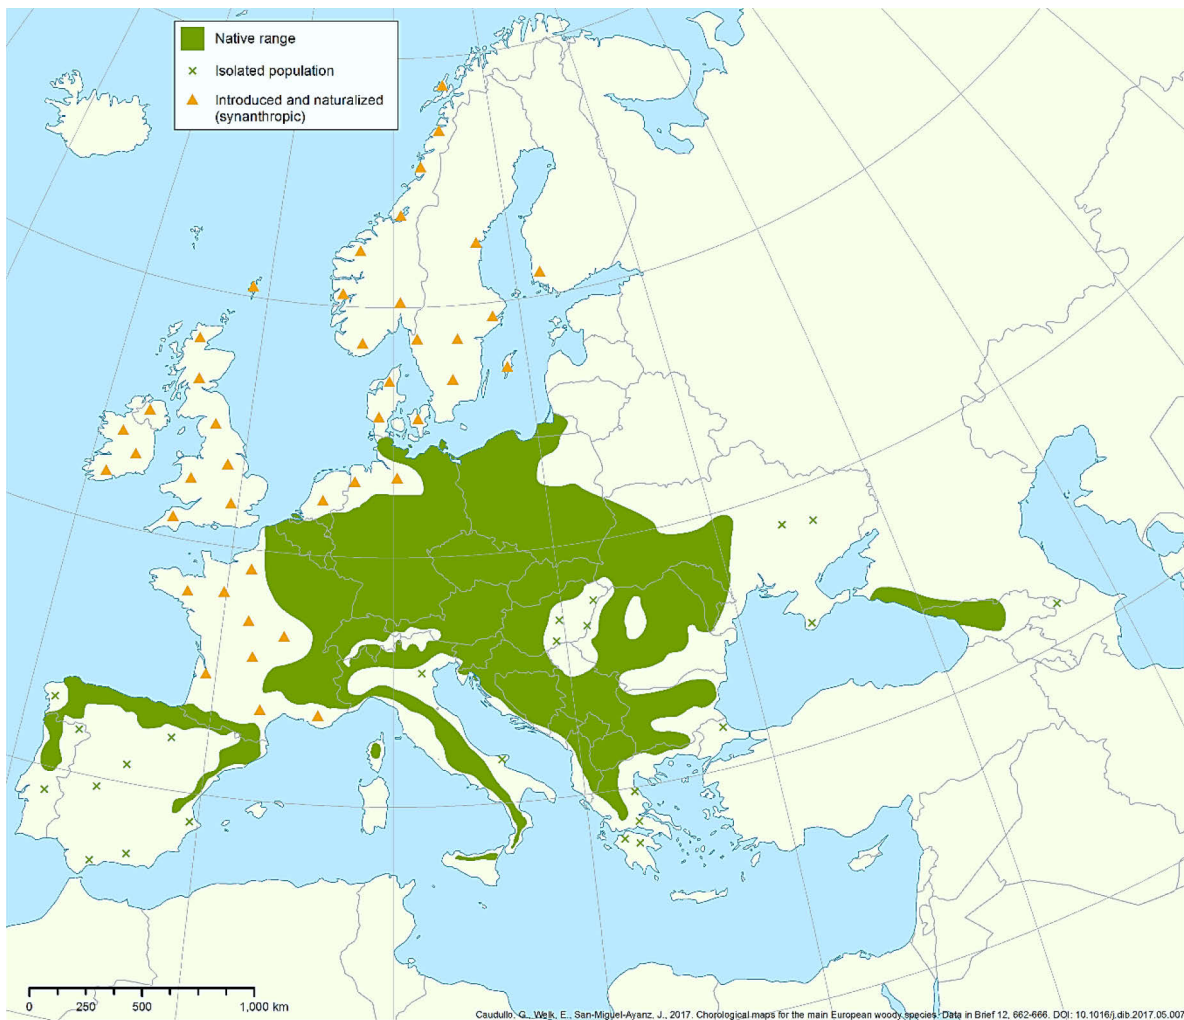 Native range
Isolated population
Introduced and naturalized
(synanthropic)
0 250 500 1,000 km
Caudullo, G., Welk, E., San-Miguel-Ayanz, J., 2017. Chorological maps for the main European woody species. Data in Brief 12, 662-666. DOI: 10.1016/j.dib.2017.05.007